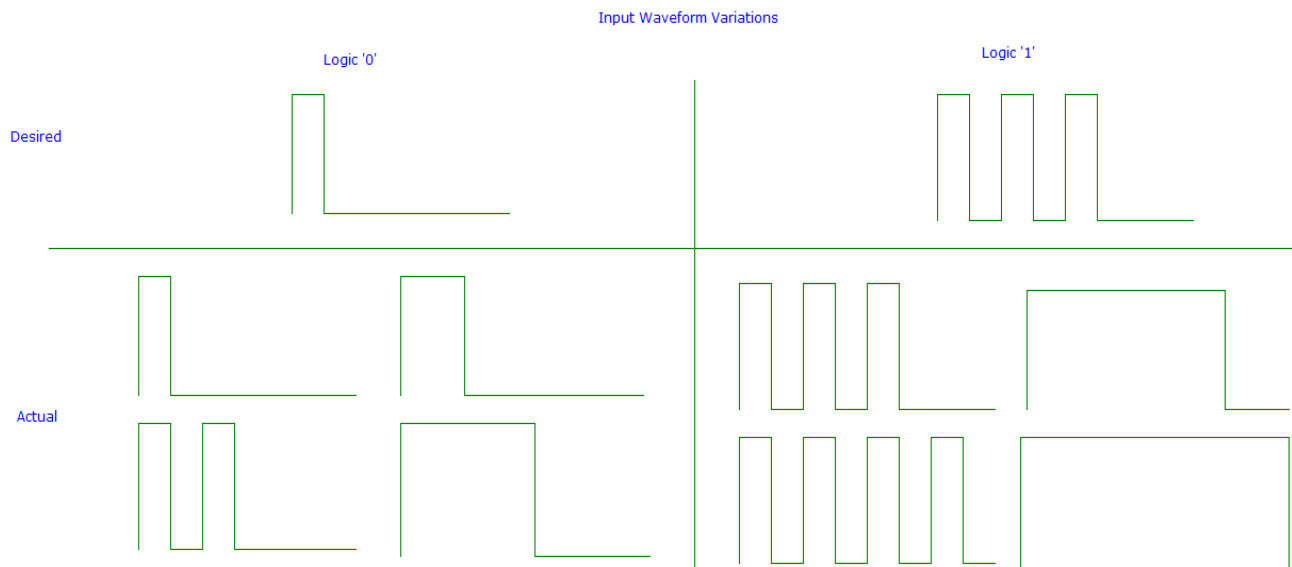 Input Waveform Variations
Logic '0'
Logic '1'
Desired
Actual